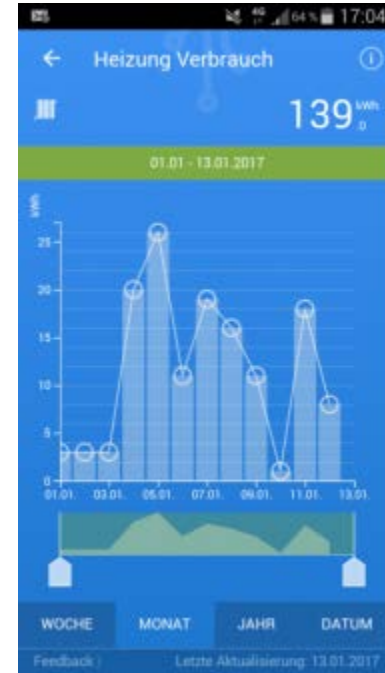 4G 64 % 17:04
Heizung Verbrauch
139 kWh .0
01.01 - 13.01.2017
kWh
25
20
15
10
5
0
01.01. 03.01. 05.01. 07.01. 09.01. 11.01. 13.01.
WOCHE MONAT JAHR DATUM
Feedback Letzte Aktualisierung: 13.01.2017